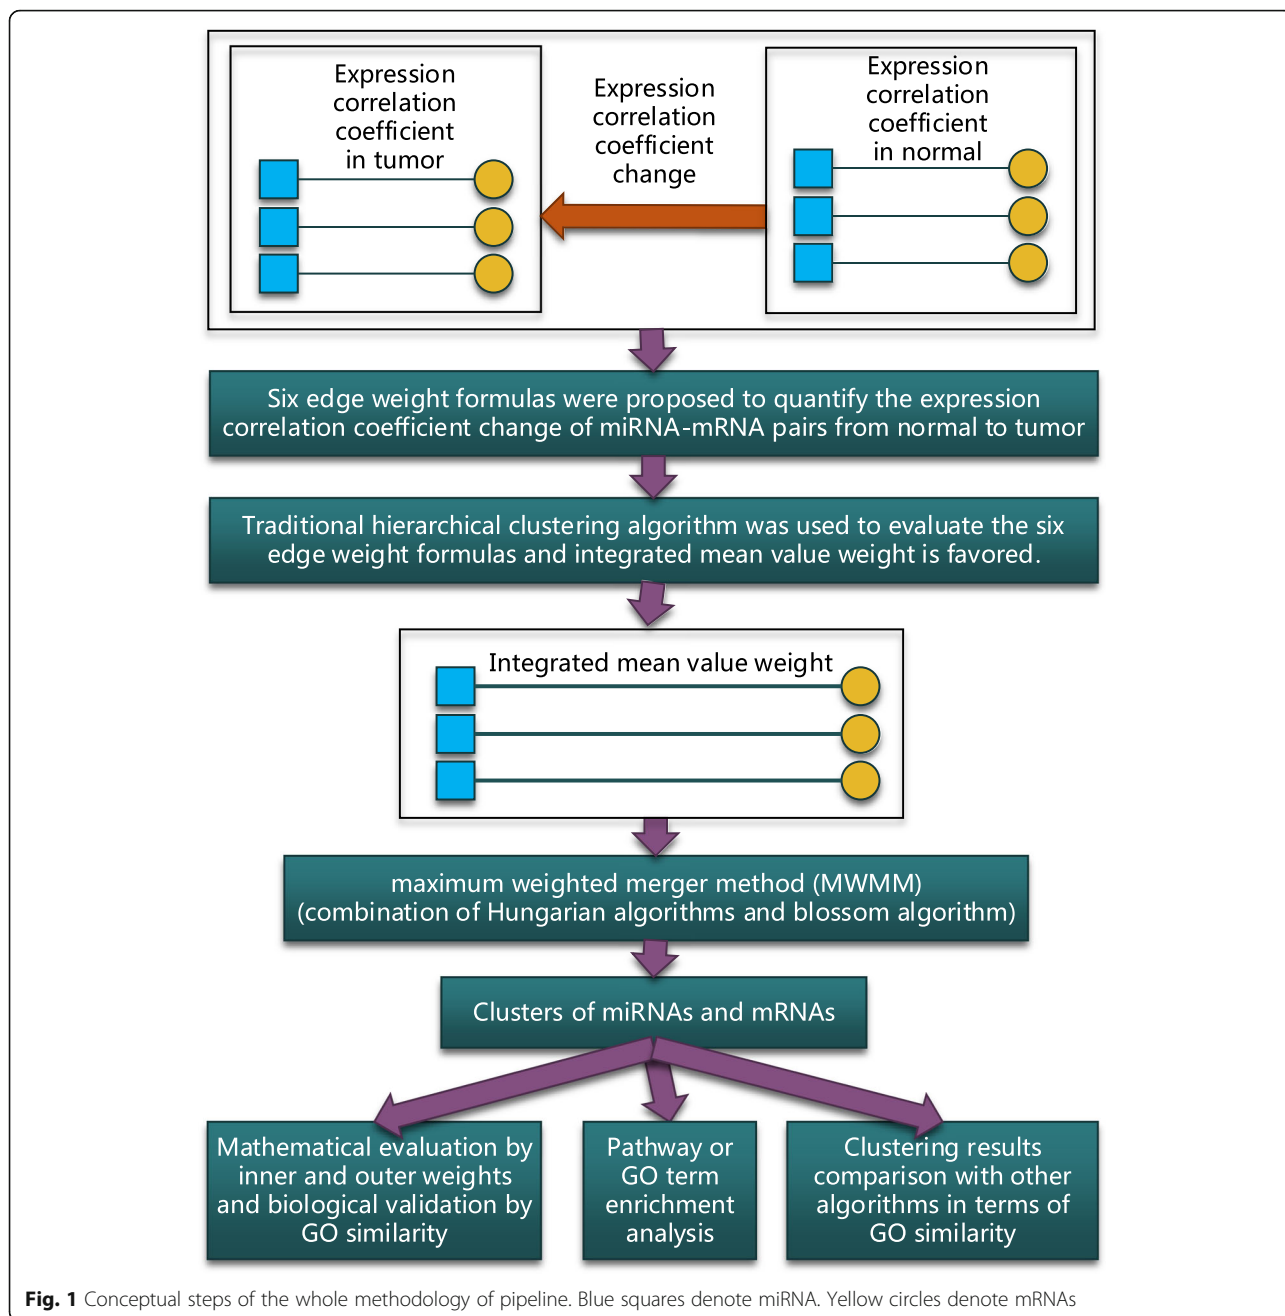 Expression
correlation
coefficient
in tumor
Expression
correlation
coefficient
change
Expression
correlation
coefficient
in normal
Six edge weight formulas were proposed to quantify the expression
correlation coefficient change of miRNA-mRNA pairs from normal to tumor
Traditional hierarchical clustering algorithm was used to evaluate the six
edge weight formulas and integrated mean value weight is favored.
Integrated mean value weight
maximum weighted merger method (MWMM)
(combination of Hungarian algorithms and blossom algorithm)
Clusters of miRNAs and mRNAs
Mathematical evaluation by
inner and outer weights
and biological validation by
GO similarity
Pathway or
GO term
enrichment
analysis
Clustering results
comparison with other
algorithms in terms of
GO similarity
Fig. 1 Conceptual steps of the whole methodology of pipeline. Blue squares denote miRNA. Yellow circles denote mRNAs